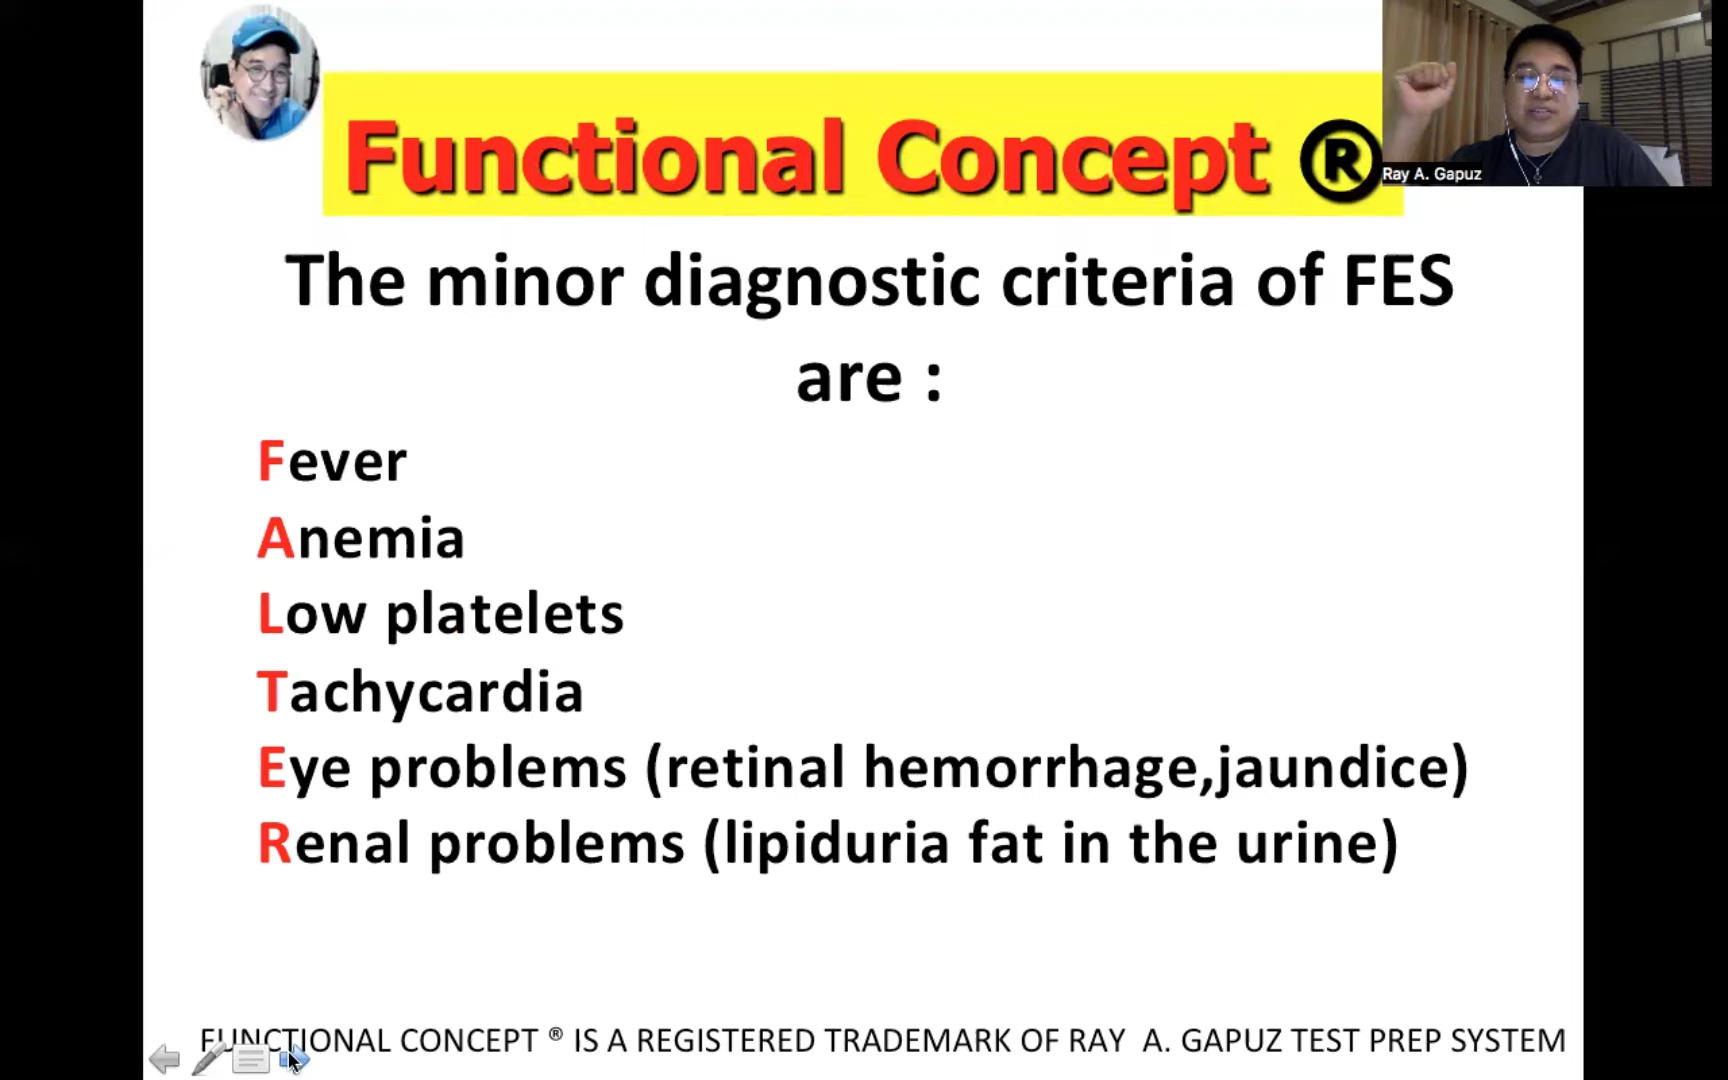 Functional Concept ®
Ray A. Gapuz
The minor diagnostic criteria of FES
are :
Fever
Anemia
Low platelets
Tachycardia
Eye problems (retinal hemorrhage,jaundice)
Renal problems (lipiduria fat in the urine)
FUNCTIONAL CONCEPT ® IS A REGISTERED TRADEMARK OF RAY A. GAPUZ TEST PREP SYSTEM